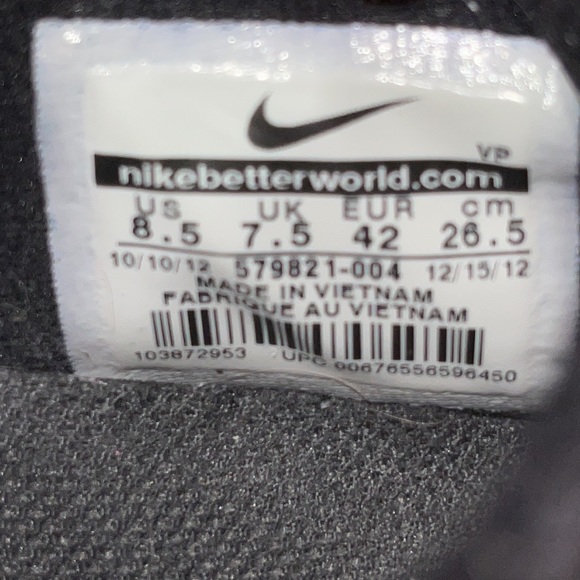 VP
nikebetterworld.com
US UK EUR cm
8.5 7.5 42 26.5
10/10/12 579821-004 12/15/12
MADE IN VIETNAM
FABRIQUE AU VIETNAM
103872953 UPC 00676556596450